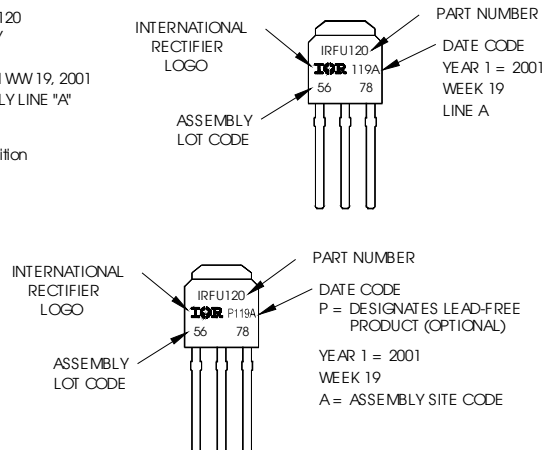 120
WW 19, 2001
LY LINE "A"
ition
INTERNATIONAL
RECTIFIER
LOGO
ASSEMBLY
LOT CODE
IRFU120
IOR 119A
56 78
PART NUMBER
DATE CODE
YEAR 1 = 2001
WEEK 19
LINE A
INTERNATIONAL
RECTIFIER
LOGO
ASSEMBLY
LOT CODE
IRFU120
IOR P119A
56 78
PART NUMBER
DATE CODE
P = DESIGNATES LEAD-FREE
PRODUCT (OPTIONAL)
YEAR 1 = 2001
WEEK 19
A = ASSEMBLY SITE CODE